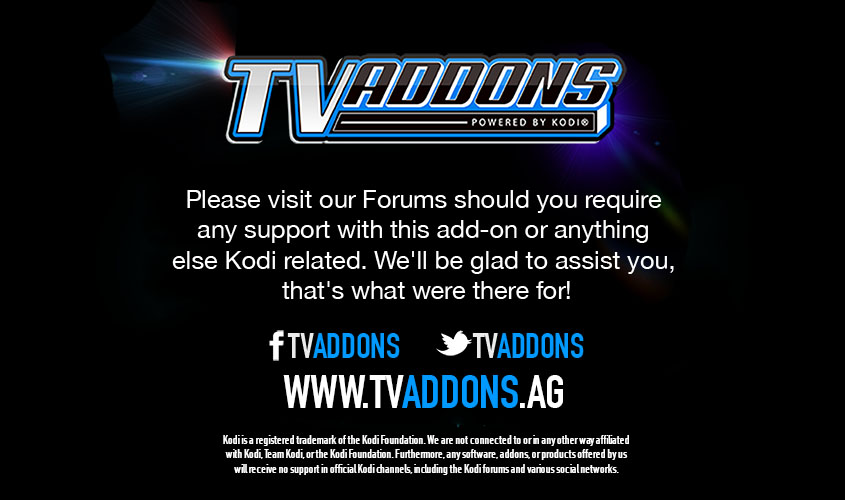 TVADDONS
POWERED BY KODI®
Please visit our Forums should you require
any support with this add-on or anything
else Kodi related. We'll be glad to assist you,
that's what were there for!
TVADDONS TVADDONS
WWW.TVADDONS.AG
Kodi is a registered trademark of the Kodi Foundation. We are not connected to or in any other way affiliated
with Kodi, Team Kodi, or the Kodi Foundation. Furthermore, any software, addons, or products offered by us
will receive no support in official Kodi channels, including the Kodi forums and various social networks.